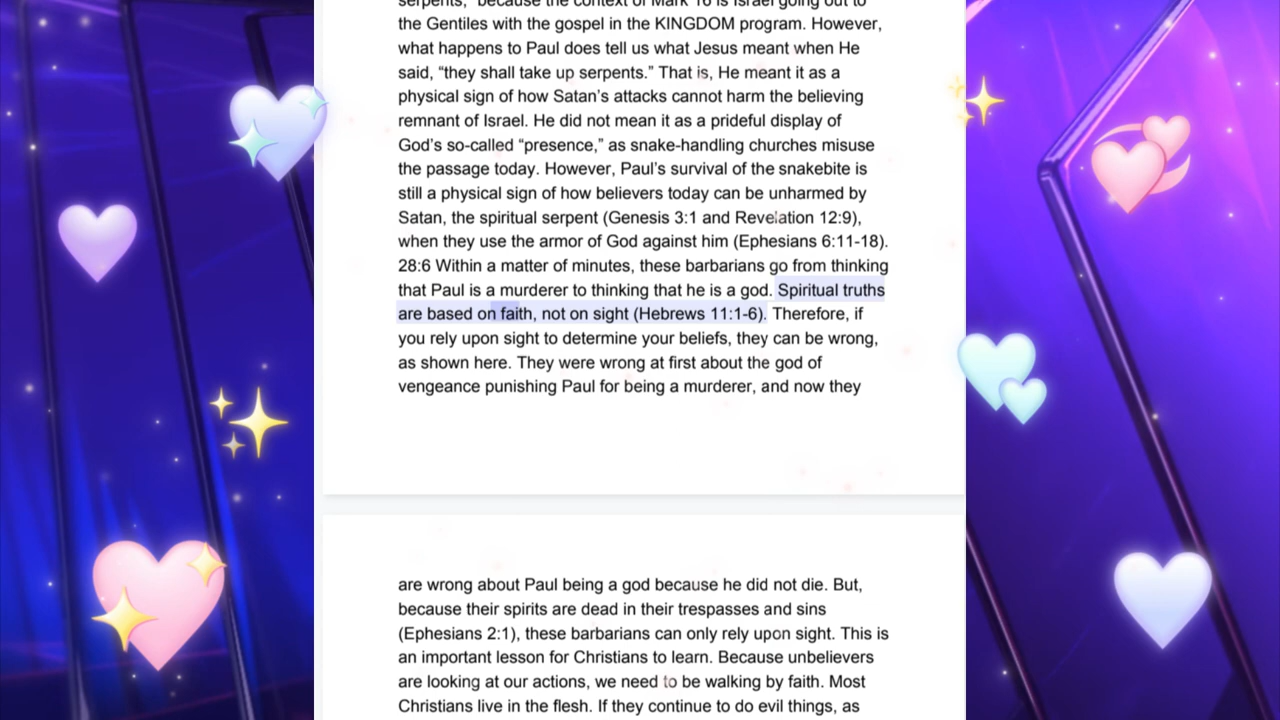 serpents," because the context of Mark 16 is Israel going out to
the Gentiles with the gospel in the KINGDOM program. However,
what happens to Paul does tell us what Jesus meant when He
said, “they shall take up serpents.” That is, He meant it as a
physical sign of how Satan’s attacks cannot harm the believing
remnant of Israel. He did not mean it as a prideful display of
God’s so-called “presence,” as snake-handling churches misuse
the passage today. However, Paul’s survival of the snakebite is
still a physical sign of how believers today can be unharmed by
Satan, the spiritual serpent (Genesis 3:1 and Revelation 12:9),
when they use the armor of God against him (Ephesians 6:11-18).
28:6 Within a matter of minutes, these barbarians go from thinking
that Paul is a murderer to thinking that he is a god. Spiritual truths
are based on faith, not on sight (Hebrews 11:1-6). Therefore, if
you rely upon sight to determine your beliefs, they can be wrong,
as shown here. They were wrong at first about the god of
vengeance punishing Paul for being a murderer, and now they
are wrong about Paul being a god because he did not die. But,
because their spirits are dead in their trespasses and sins
(Ephesians 2:1), these barbarians can only rely upon sight. This is
an important lesson for Christians to learn. Because unbelievers
are looking at our actions, we need to be walking by faith. Most
Christians live in the flesh. If they continue to do evil things, as